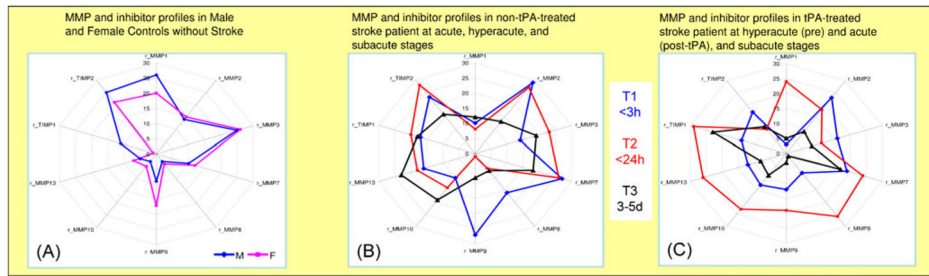 MMP and inhibitor profiles in Male
and Female Controls without Stroke
r_MMP1
30
25
20
15
10
5
0
r_MMP2
r_MMP3
r_MMP7
r_MMP8
r_MMP9
r_MMP10
r_MMP13
r_TIMP1
r_TIMP2
(A)
M
F
MMP and inhibitor profiles in non-tPA-treated
stroke patient at acute, hyperacute, and
subacute stages
r_MMP1
30
25
20
15
10
5
0
r_MMP2
r_MMP3
r_MMP7
r_MMP8
r_MMP9
r_MMP10
r_MMP13
r_TIMP1
r_TIMP2
(B)
T1
<3h
T2
<24h
T3
3-5d
MMP and inhibitor profiles in tPA-treated
stroke patient at hyperacute (pre) and acute
(post-tPA), and subacute stages
r_MMP1
30
25
20
15
10
5
0
r_MMP2
r_MMP3
r_MMP7
r_MMP8
r_MMP9
r_MMP10
r_MMP13
r_TIMP1
r_TIMP2
(C)